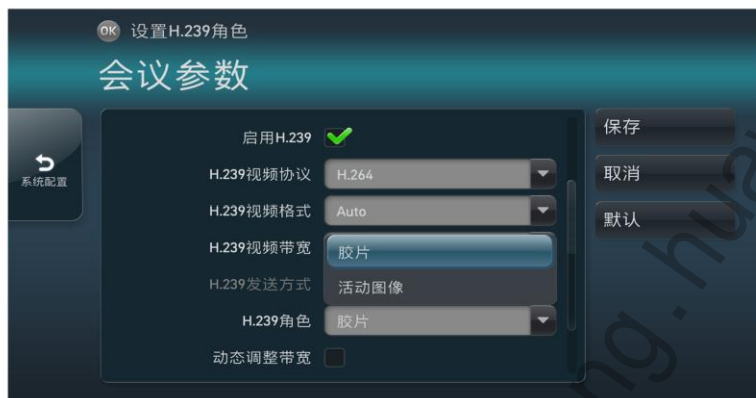 OK 设置H.239角色
会议参数
系统配置
启用H.239
H.239视频协议 H.264
H.239视频格式 Auto
H.239视频带宽
胶片
H.239发送方式
活动图像
H.239角色 胶片
动态调整带宽
保存
取消
默认
ng.hua